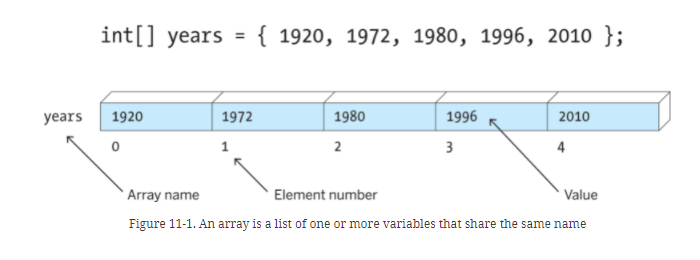 int[] years = { 1920, 1972, 1980, 1996, 2010 };
years 1920 1972 1980 1996 2010
0 1 2 3 4
Array name Element number Value
Figure 11-1. An array is a list of one or more variables that share the same name